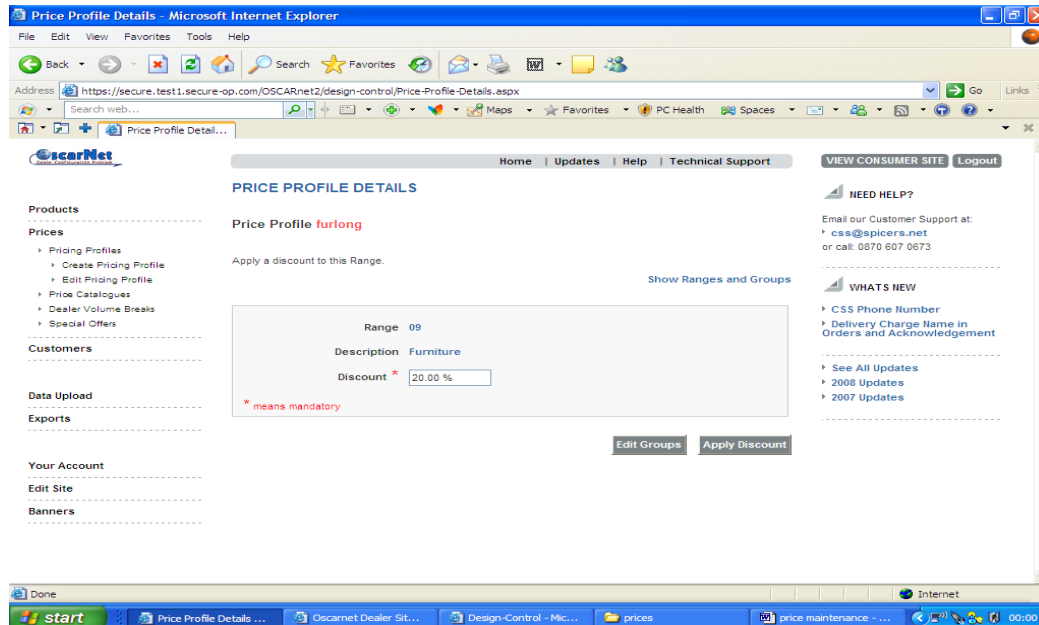 Price Profile Details - Microsoft Internet Explorer
File Edit View Favorites Tools Help
Back Search Favorites
Address https://secure.test1.secure-op.com/OSCARnet2/design-control/Price-Profile-Details.aspx Go Links
Search web... Maps Favorites PC Health Spaces
Price Profile Detail...
OscarNet
Home | Updates | Help | Technical Support
VIEW CONSUMER SITE Logout
PRICE PROFILE DETAILS
Price Profile furlong
Apply a discount to this Range.
Show Ranges and Groups
Products
Prices
Pricing Profiles
Create Pricing Profile
Edit Pricing Profile
Price Catalogues
Dealer Volume Breaks
Special Offers
Customers
Data Upload
Exports
Your Account
Edit Site
Banners
Range 09
Description Furniture
Discount * 20.00 %
* means mandatory
Edit Groups Apply Discount
NEED HELP?
Email our Customer Support at:
css@spicers.net
or call: 0870 607 0673
WHATS NEW
CSS Phone Number
Delivery Charge Name in
Orders and Acknowledgement
See All Updates
2008 Updates
2007 Updates
Done Internet
start Price Profile Details ... Oscarnet Dealer Sit... Design-Control - Mic... prices price maintenance - ... 00:00